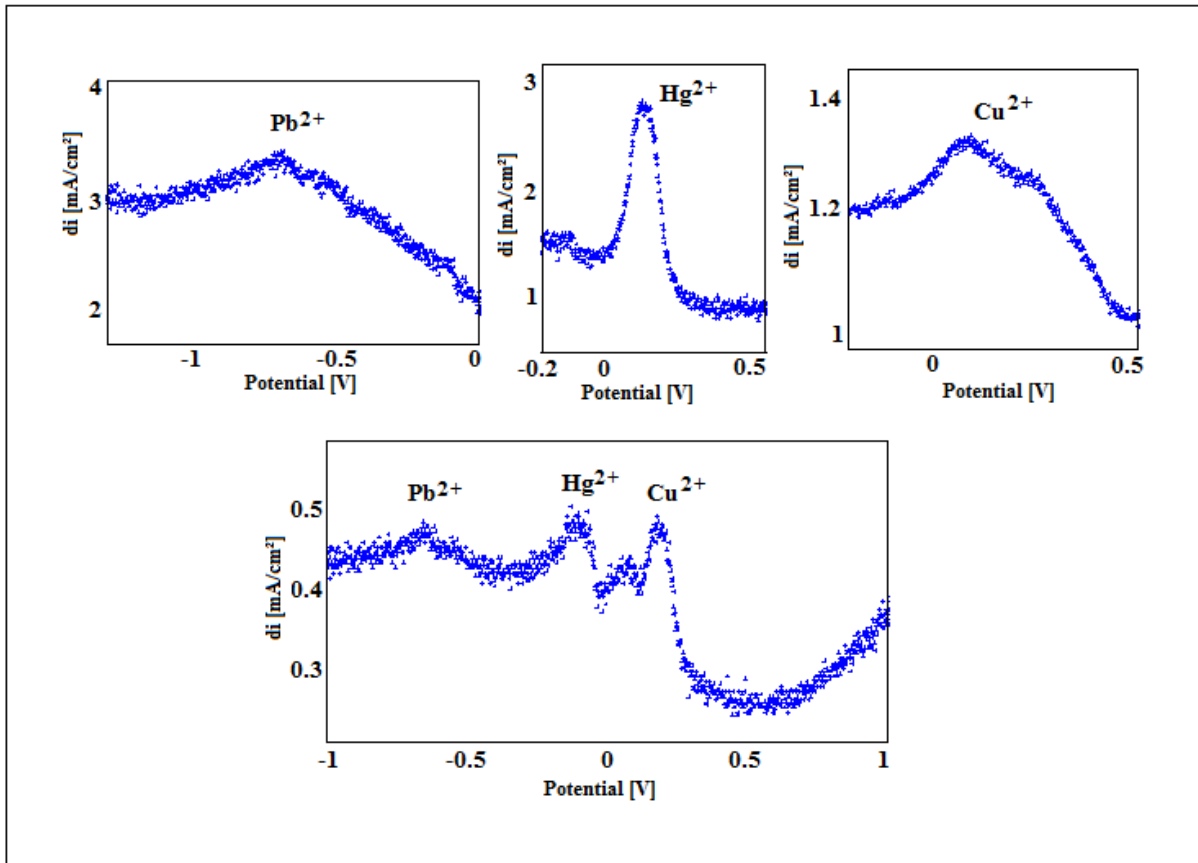 Pb²⁺
di [mA/cm²]
4
3
2
-1
-0.5
0
Potential [V]
Hg²⁺
di [mA/cm²]
3
2
1
-0.2
0
0.5
Potential [V]
Cu²⁺
di [mA/cm²]
1.4
1.2
1
0
0.5
Potential [V]
Pb²⁺
Hg²⁺
Cu²⁺
di [mA/cm²]
0.5
0.4
0.3
-1
-0.5
0
0.5
1
Potential [V]